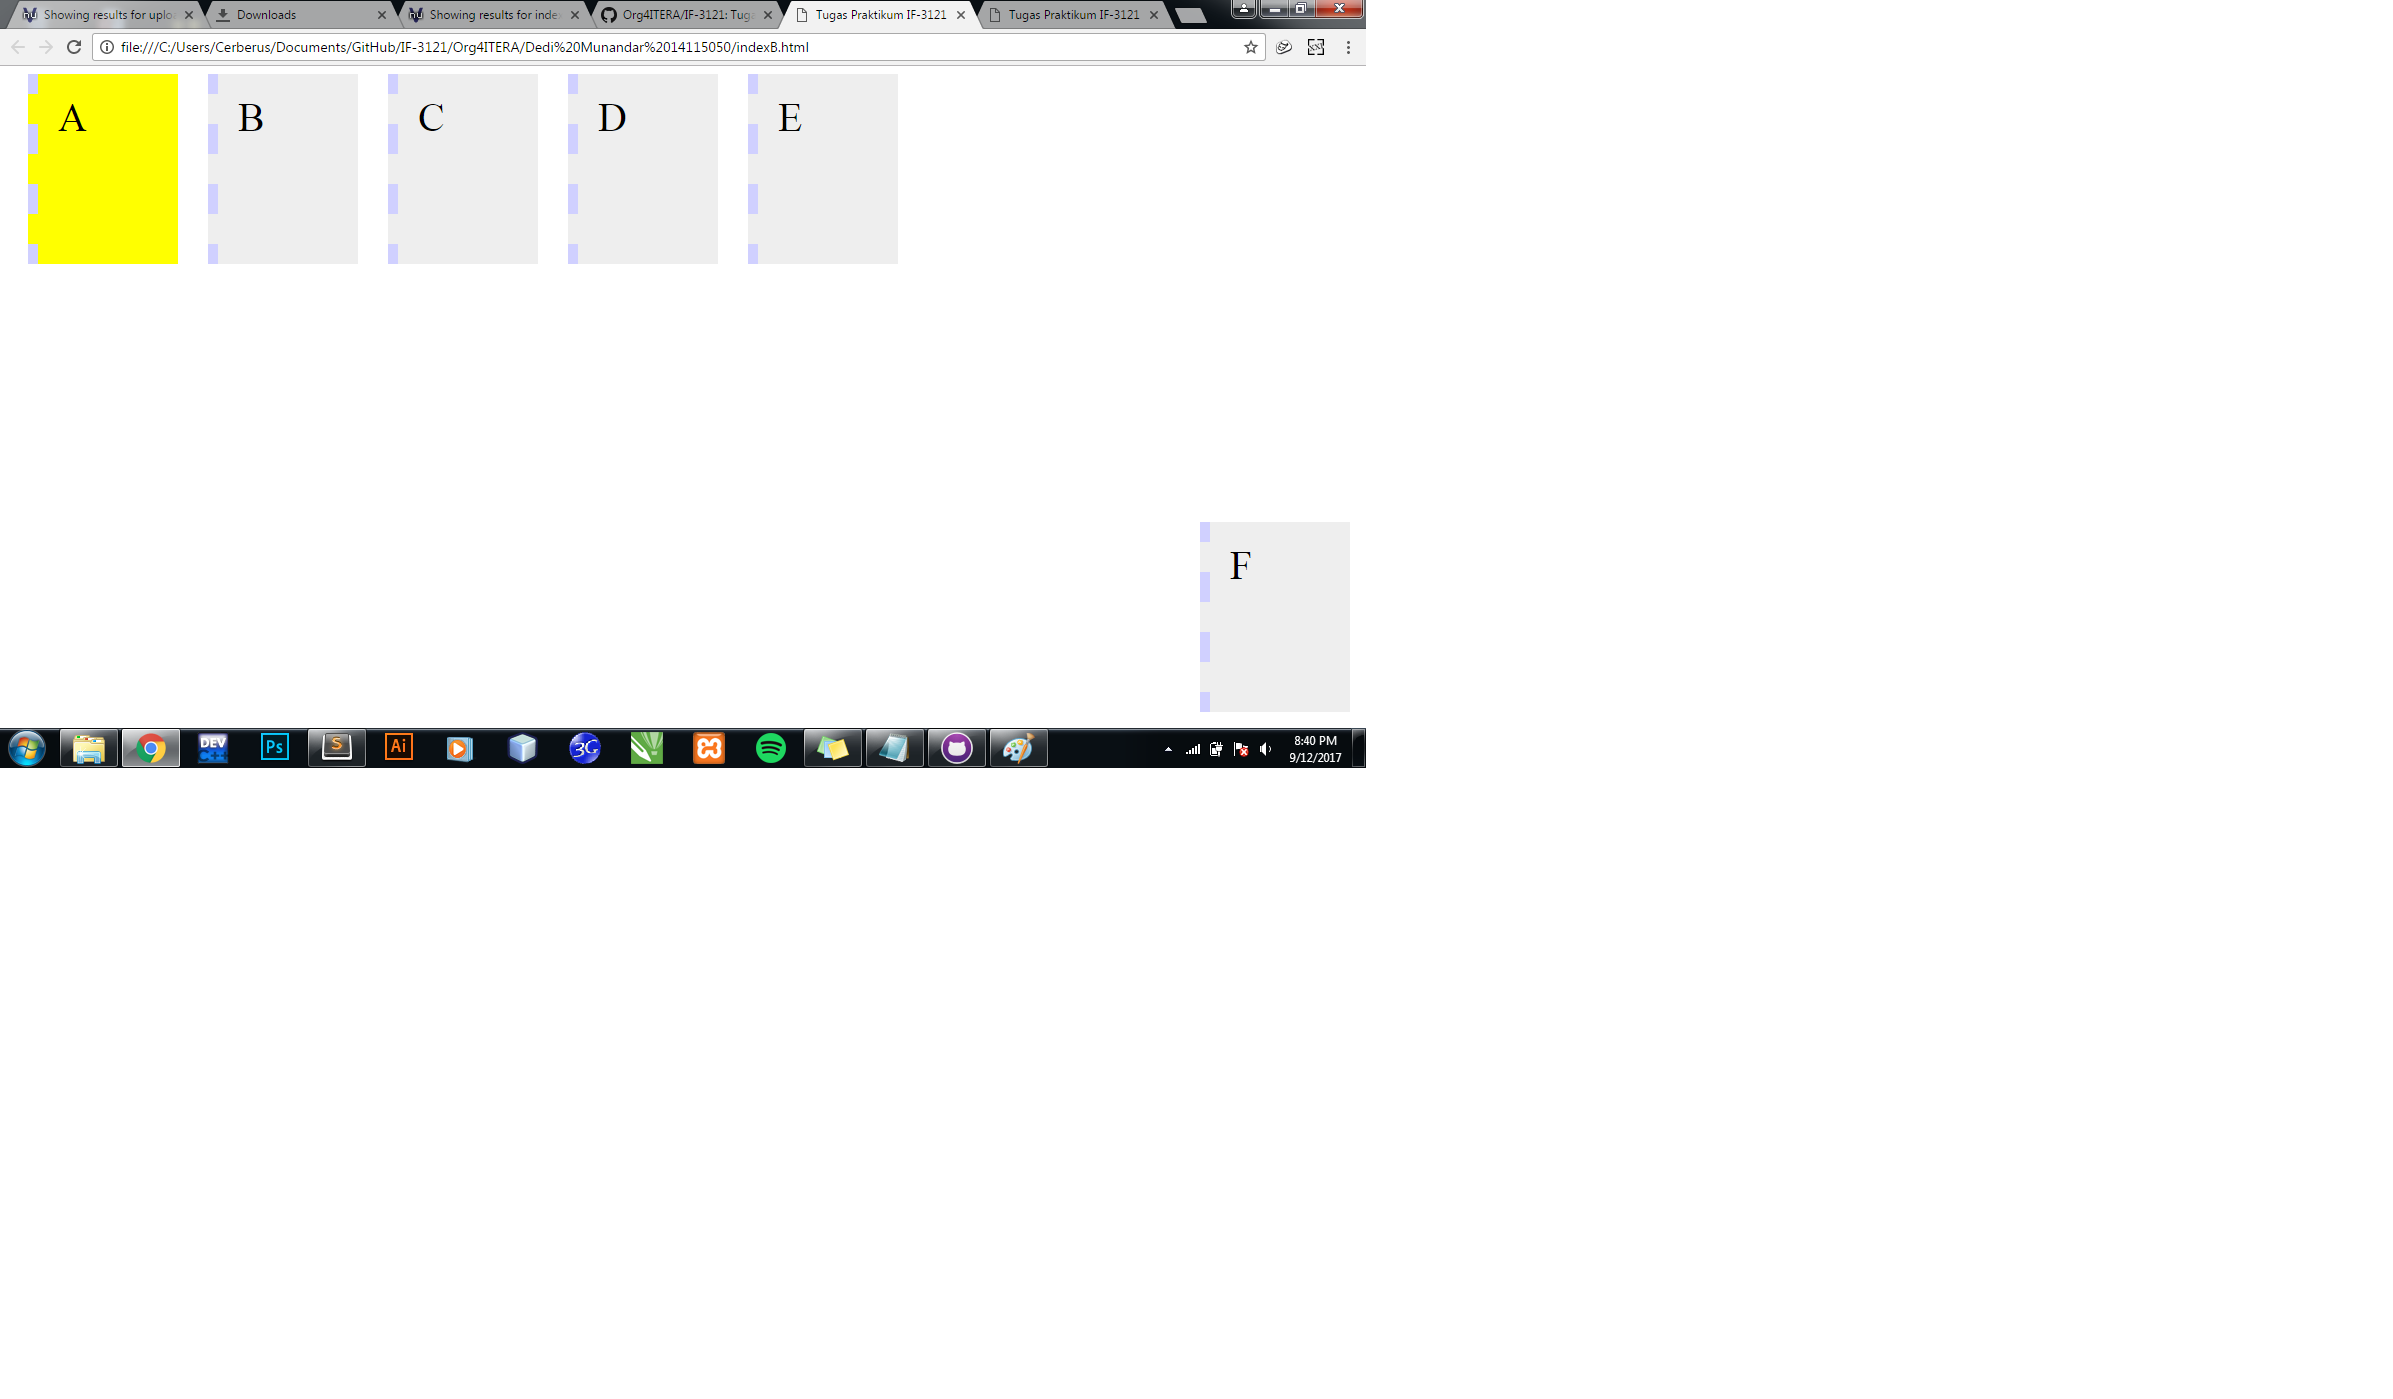 Showing results for uplo
Downloads
Showing results for inde
Org4ITERA/IF-3121: Tuga
Tugas Praktikum IF-3121
Tugas Praktikum IF-3121
file:///C:/Users/Cerberus/Documents/GitHub/IF-3121/Org4ITERA/Dedi%20Munandar%2014115050/indexB.html
A B C D E
F
DEV Ps S Ai 3G
8:40 PM
9/12/2017